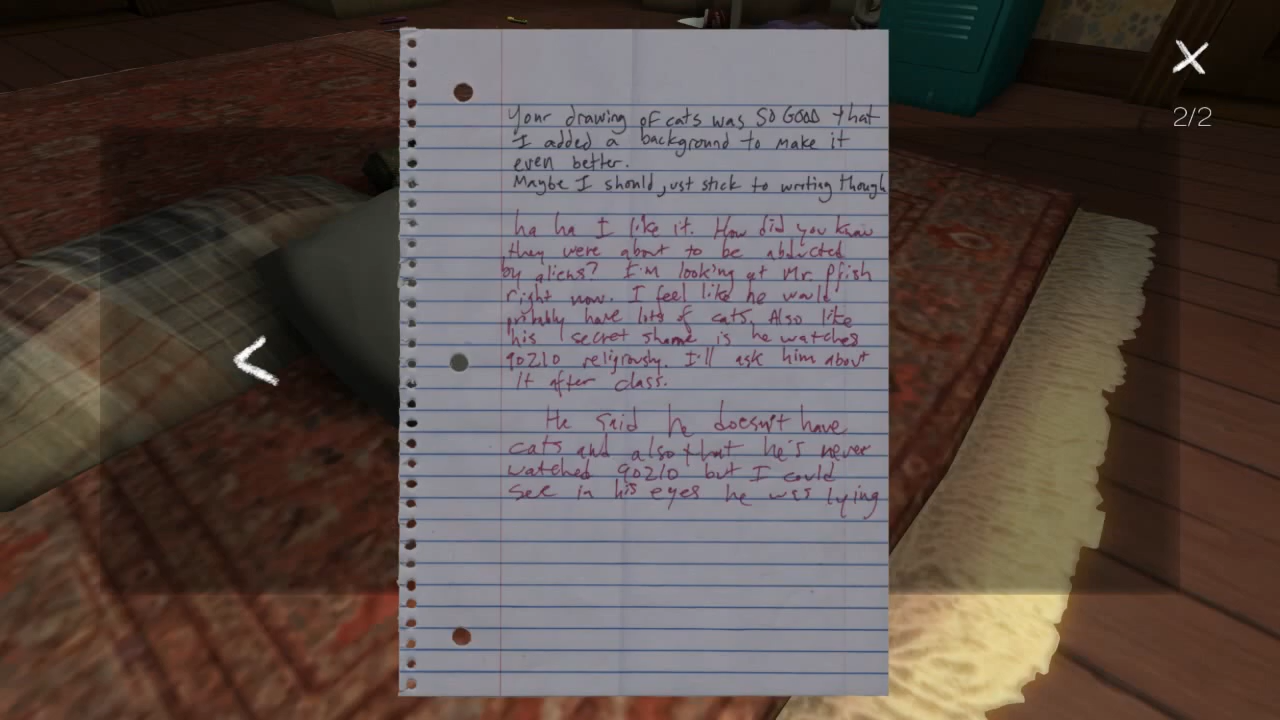 2/2
Your drawing of cats was SO GOOD that
I added a background to make it
even better.
Maybe I should just stick to writing though
ha ha I like it. How did you know
they were about to be abducted
by aliens? I'm looking at Mr. Pfish
right now. I feel like he would
probably have lots of cats. Also like
his secret shame is he watches
90210 religiously. I'll ask him about
it after class.
He said he doesn't have
cats and also that he's never
watched 90210 but I could
see in his eyes he was lying